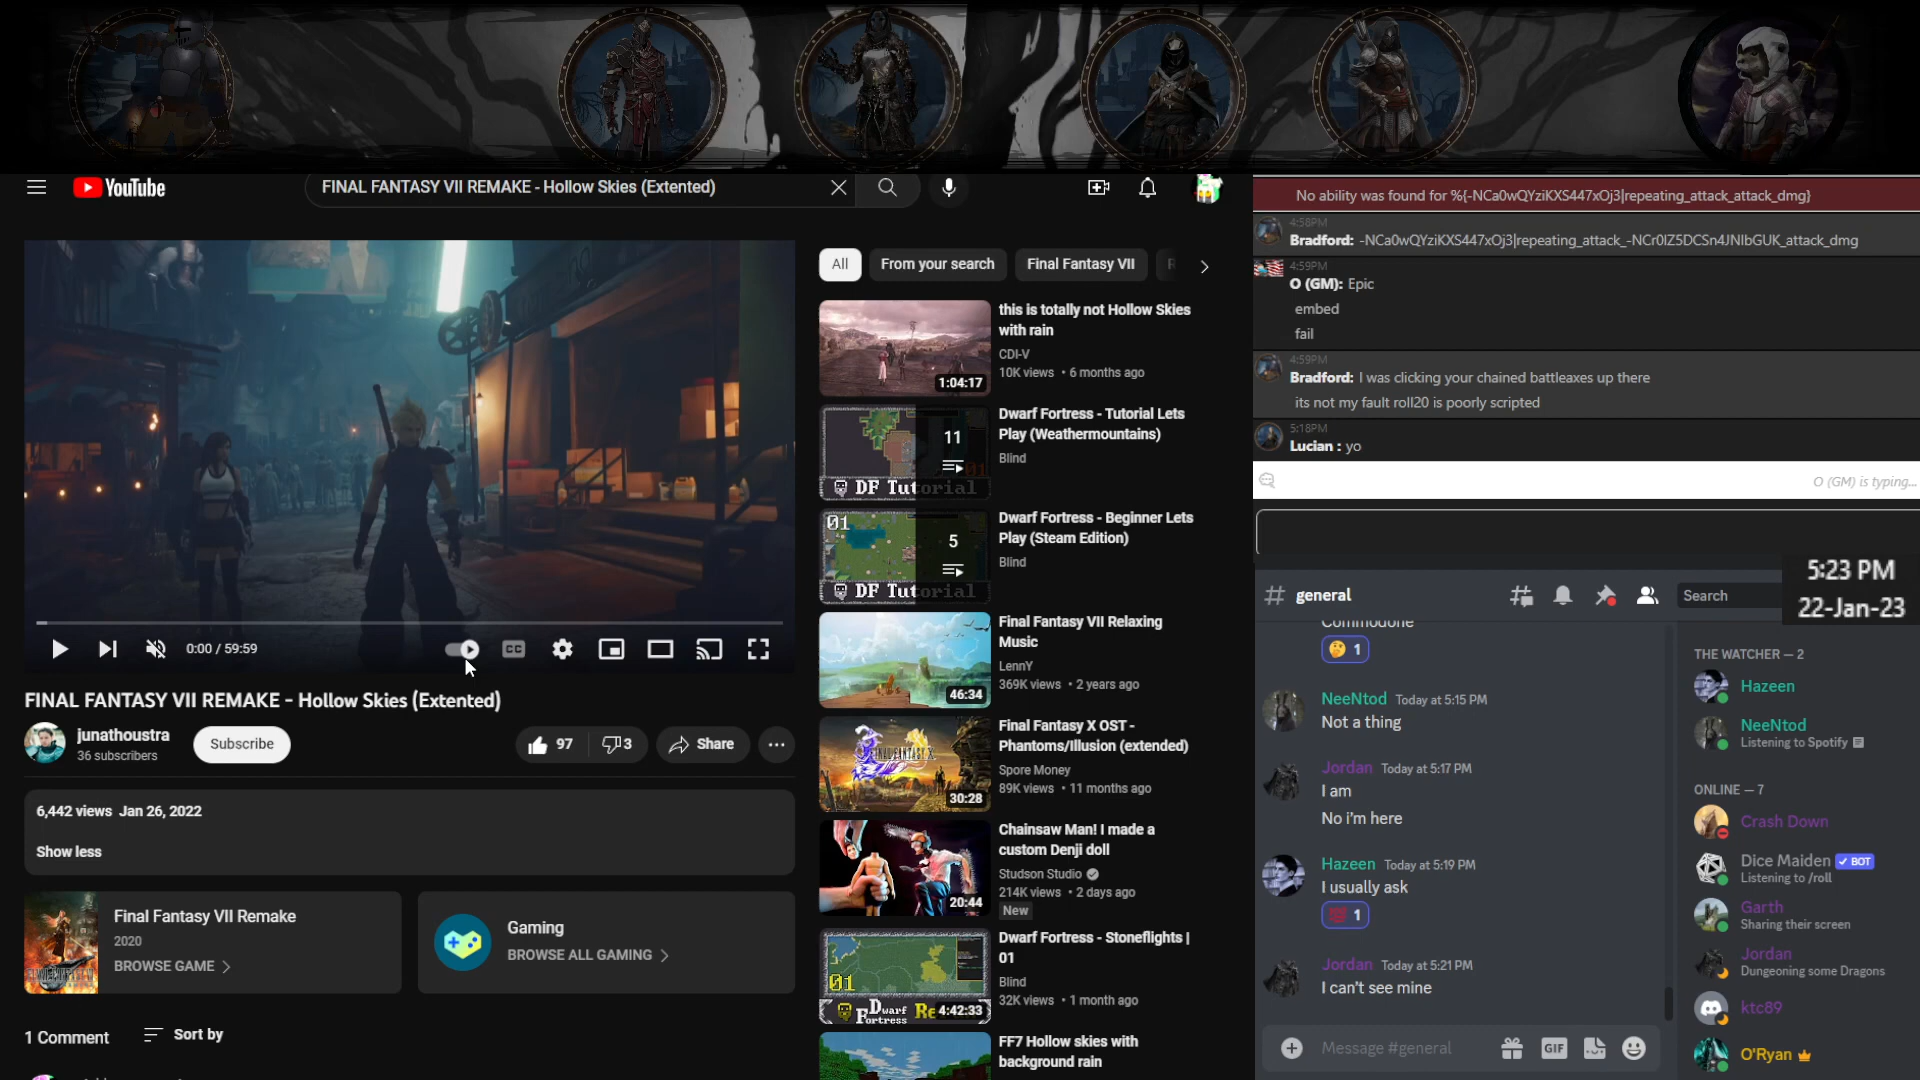 YouTube
FINAL FANTASY VII REMAKE - Hollow Skies (Extented)
0:00 / 59:59
CC
FINAL FANTASY VII REMAKE - Hollow Skies (Extented)
junathoustra
36 subscribers
Subscribe
97
3
Share
6,442 views Jan 26, 2022
Show less
Final Fantasy VII Remake
2020
BROWSE GAME
Gaming
BROWSE ALL GAMING
1 Comment
Sort by
All
From your search
Final Fantasy VII
this is totally not Hollow Skies
with rain
CDI-V
10K views • 6 months ago
1:04:17
Dwarf Fortress - Tutorial Lets
Play (Weathermountains)
Blind
11
01
DF Tutorial
Dwarf Fortress - Beginner Lets
Play (Steam Edition)
Blind
01
5
DF Tutorial
Final Fantasy VII Relaxing
Music
LennY
369K views • 2 years ago
46:34
Final Fantasy X OST -
Phantoms/Illusion (extended)
Spore Money
89K views • 11 months ago
30:28
Chainsaw Man! I made a
custom Denji doll
Studson Studio
214K views • 2 days ago
New
20:44
Dwarf Fortress - Stoneflights |
01
Blind
32K views • 1 month ago
01
4:42:33
FF7 Hollow skies with
background rain
No ability was found for %{-NCa0wQYziKXS447xOj3|repeating_attack_attack_dmg}
4:58PM
Bradford: -NCa0wQYziKXS447xOj3|repeating_attack_-NCr0IZ5DCSn4JNIbGUK_attack_dmg
4:59PM
O (GM): Epic
embed
fail
4:59PM
Bradford: I was clicking your chained battleaxes up there
its not my fault roll20 is poorly scripted
5:18PM
Lucian : yo
O (GM) is typing...
5:23 PM
22-Jan-23
# general
Search
Commodone
1
NeeNtod Today at 5:15 PM
Not a thing
Jordan Today at 5:17 PM
I am
No i'm here
Hazeen Today at 5:19 PM
I usually ask
1
Jordan Today at 5:21 PM
I can't see mine
Message #general
GIF
THE WATCHER — 2
Hazeen
NeeNtod
Listening to Spotify
ONLINE — 7
Crash Down
Dice Maiden BOT
Listening to /roll
Garth
Sharing their screen
Jordan
Dungeoning some Dragons
ktc89
O'Ryan